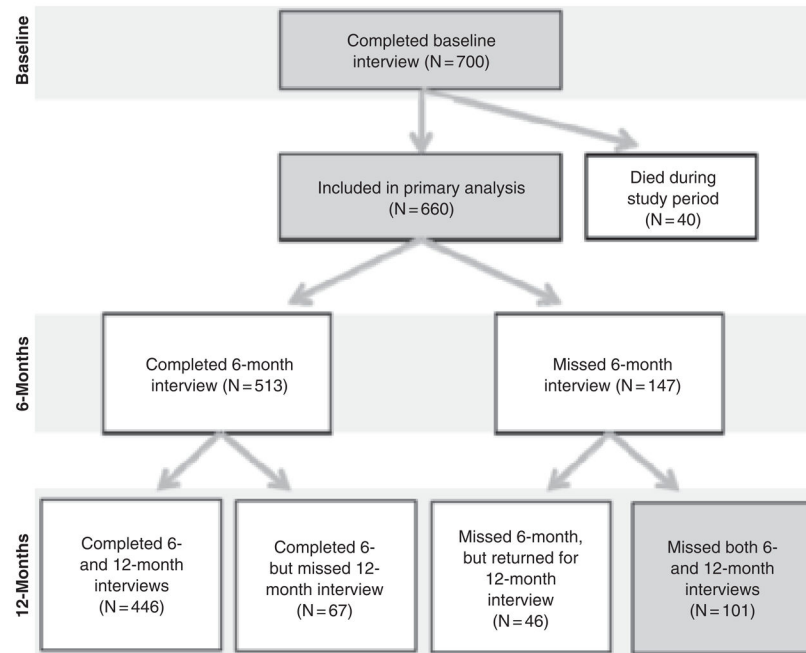 Baseline
Completed baseline
interview (N=700)
Included in primary analysis
(N=660)
Died during
study period
(N=40)
6-Months
Completed 6-month
interview (N=513)
Missed 6-month
interview (N=147)
12-Months
Completed 6-
and 12-month
interviews
(N=446)
Completed 6-
but missed 12-
month interview
(N=67)
Missed 6-month,
but returned for
12-month
interview
(N=46)
Missed both 6-
and 12-month
interviews
(N=101)